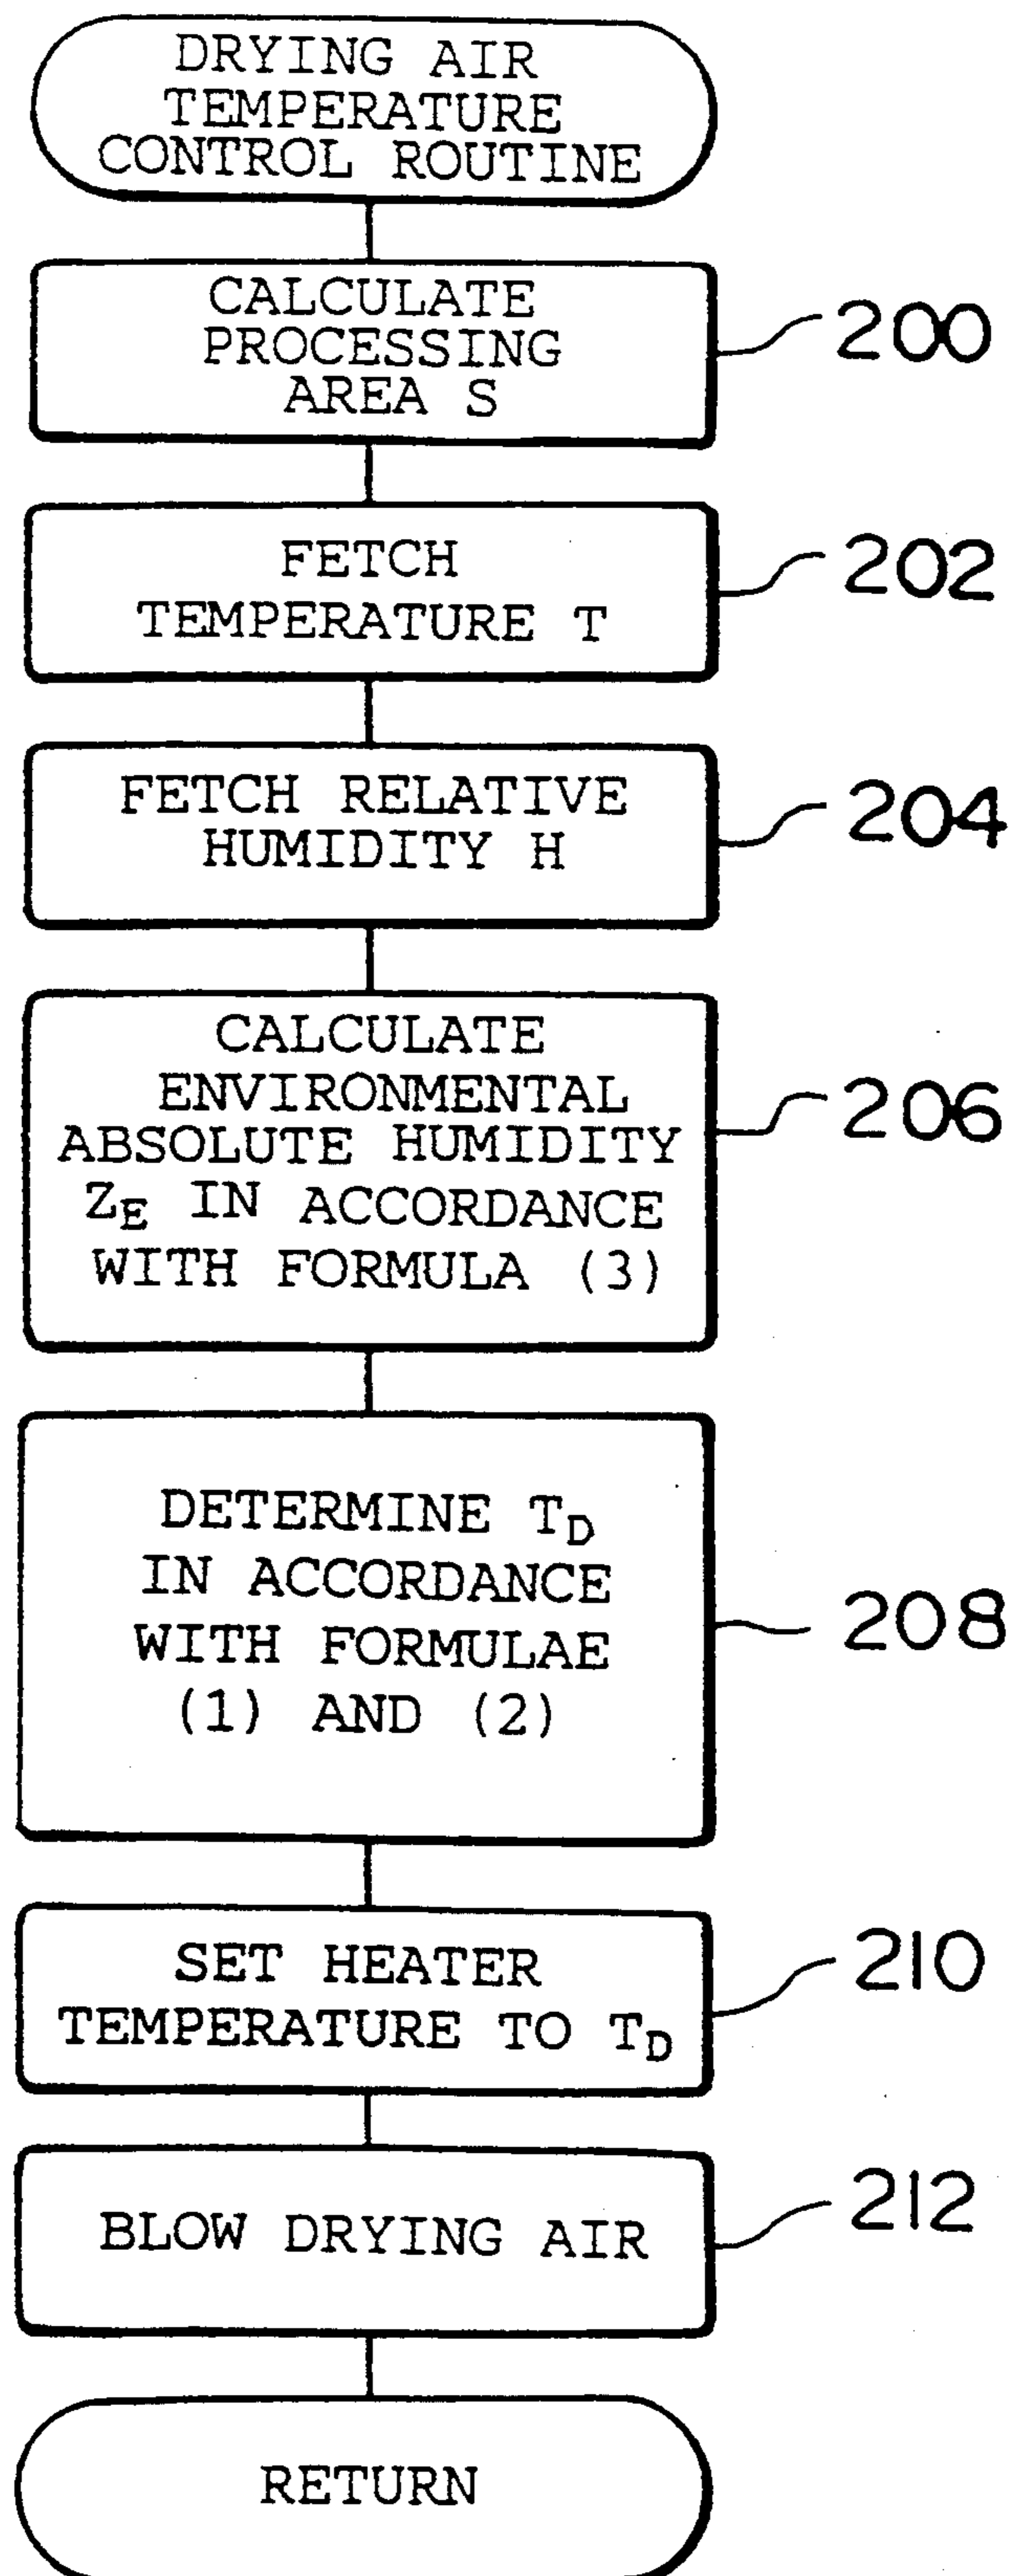 DRYING AIR
TEMPERATURE
CONTROL ROUTINE
CALCULATE
PROCESSING
AREA S
200
FETCH
TEMPERATURE T
202
FETCH RELATIVE
HUMIDITY H
204
CALCULATE
ENVIRONMENTAL
ABSOLUTE HUMIDITY
ZE IN ACCORDANCE
WITH FORMULA (3)
206
DETERMINE TD
IN ACCORDANCE
WITH FORMULAE
(1) AND (2)
208
SET HEATER
TEMPERATURE TO TD
210
BLOW DRYING AIR
212
RETURN